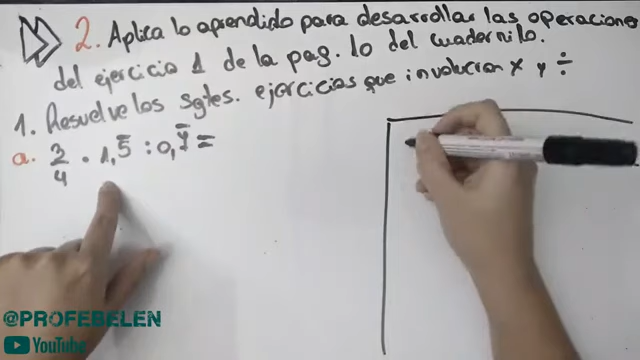 2. Aplica lo aprendido para desarrollar las operaciones
del ejercicio 1 de la pag. 10 del cuadernillo.
1. Resuelve los sgtes. ejercicios que involucran × y ÷
a. 3/4 · 1,5̅ : 0,7̅ =
@PROFEBELEN
YouTube